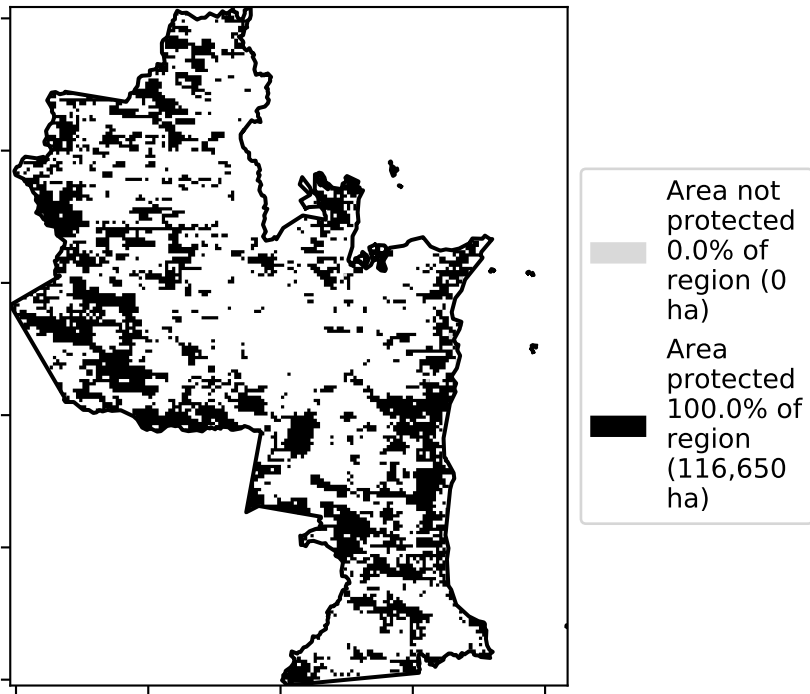 Area not
protected
0.0% of
region (0
ha)
Area
protected
100.0% of
region
(116,650
ha)